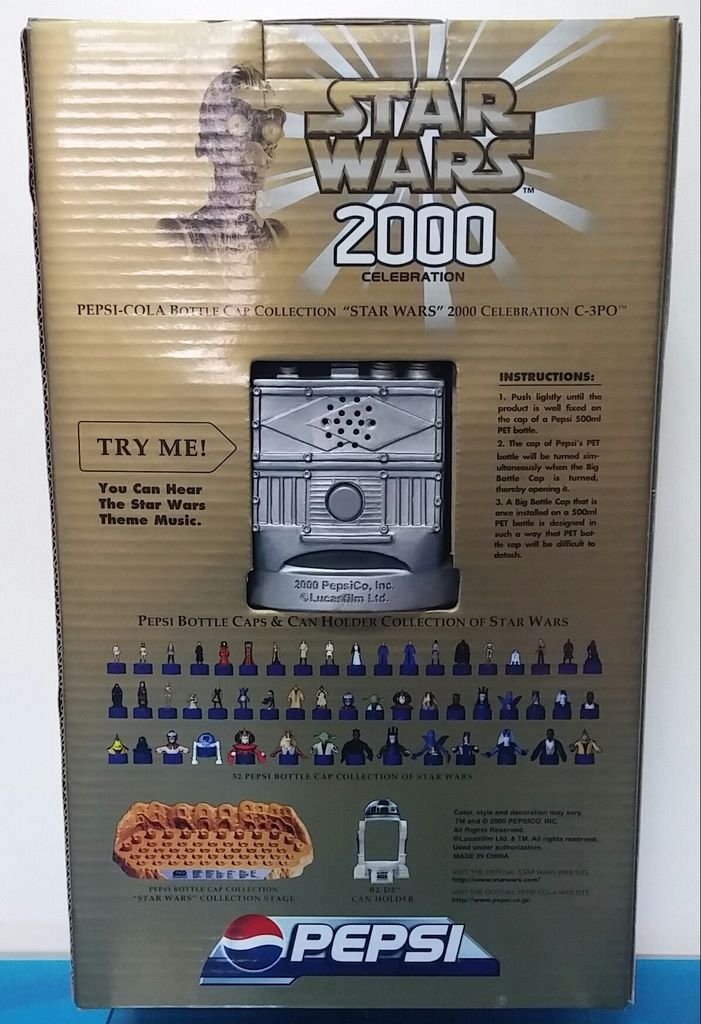 STAR
WARS™
2000
CELEBRATION
PEPSI-COLA BOTTLE CAP COLLECTION "STAR WARS" 2000 CELEBRATION C-3PO™
TRY ME!
You Can Hear
The Star Wars
Theme Music.
INSTRUCTIONS:
1. Push lightly until the
product is well fixed on
the cap of a Pepsi 500ml
PET bottle.
2. The cap of Pepsi's PET
bottle will be turned sim-
ultaneously when the Big
Bottle Cap is turned,
thereby opening it.
3. A Big Bottle Cap that is
once installed on a 500ml
PET bottle is designed in
such a way that PET bot-
tle cap will be difficult to
detach.
2000 PepsiCo, Inc.
©Lucasfilm Ltd.
PEPSI BOTTLE CAPS & CAN HOLDER COLLECTION OF STAR WARS
52 PEPSI BOTTLE CAP COLLECTION OF STAR WARS
PEPSI BOTTLE CAP COLLECTION
"STAR WARS" COLLECTION STAGE
R2-D2™
CAN HOLDER
Color, style and decoration may vary.
TM and © 2000 PEPSICO, INC.
All Rights Reserved.
©Lucasfilm Ltd. & TM. All rights reserved.
Used under authorization.
MADE IN CHINA
VISIT THE OFFICIAL STAR WARS WEB SITE
http://www.starwars.com/
VISIT THE OFFICIAL PEPSI-COLA WEB SITE
http://www.pepsi.co.jp/
PEPSI